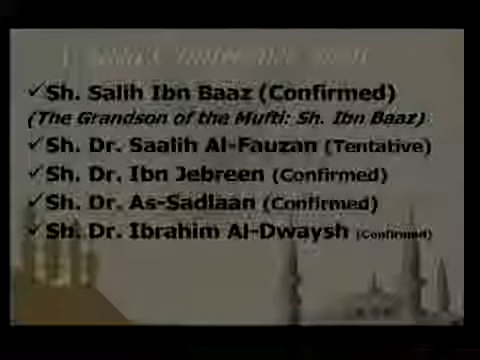 ✓Sh. Salih Ibn Baaz (Confirmed)
(The Grandson of the Mufti: Sh. Ibn Baaz)
✓Sh. Dr. Saalih Al-Fauzan (Tentative)
✓Sh. Dr. Ibn Jebreen (Confirmed)
✓Sh. Dr. As-Sadlaan (Confirmed)
✓Sh. Dr. Ibrahim Al-Dwaysh (Confirmed)